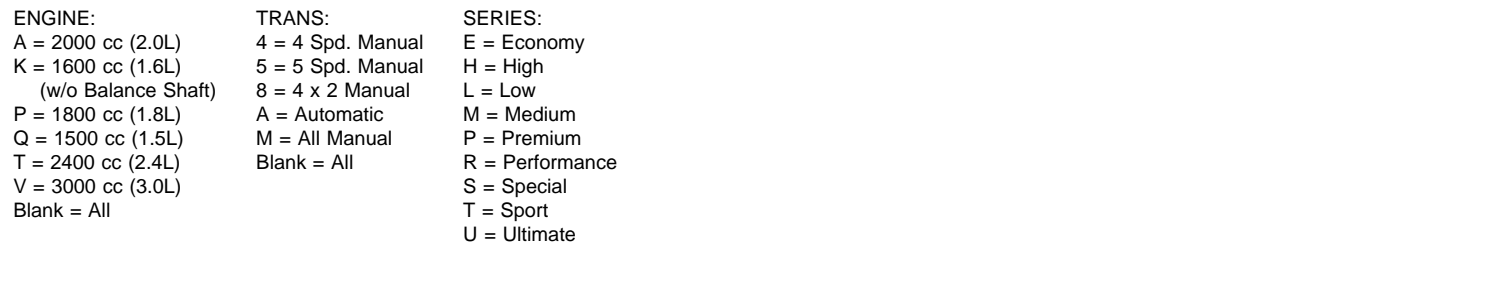 ENGINE:
A = 2000 cc (2.0L)
K = 1600 cc (1.6L)
(w/o Balance Shaft)
P = 1800 cc (1.8L)
Q = 1500 cc (1.5L)
T = 2400 cc (2.4L)
V = 3000 cc (3.0L)
Blank = All
TRANS:
4 = 4 Spd. Manual
5 = 5 Spd. Manual
8 = 4 x 2 Manual
A = Automatic
M = All Manual
Blank = All
SERIES:
E = Economy
H = High
L = Low
M = Medium
P = Premium
R = Performance
S = Special
T = Sport
U = Ultimate